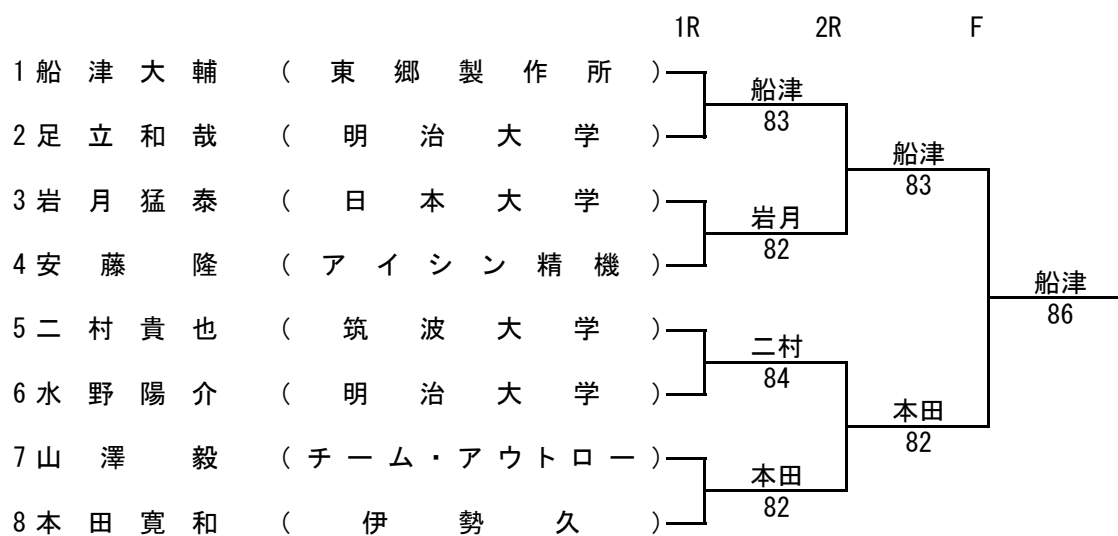 1R 2R F
1 船津大輔 (東郷製作所)
船津
83
2 足立和哉 (明治大学)
船津
83
3 岩月猛泰 (日本大学)
岩月
82
4 安藤隆 (アイシン精機)
船津
86
5 二村貴也 (筑波大学)
二村
84
6 水野陽介 (明治大学)
本田
82
7 山澤毅 (チーム・アウトロー)
本田
82
8 本田寛和 (伊勢久)